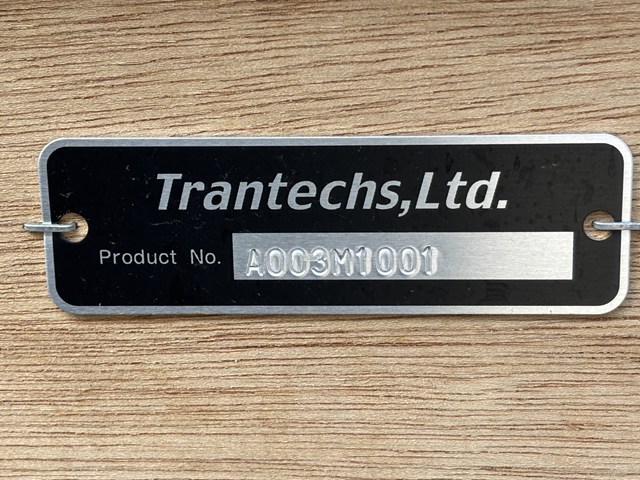 Trantechs,Ltd.
Product No. A003M1001